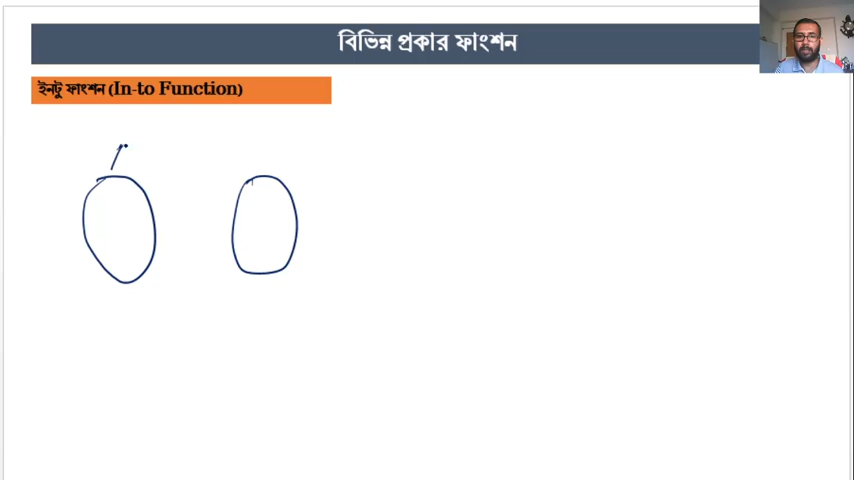 বিভিন্ন প্রকার ফাংশন
ইনটু ফাংশন (In-to Function)